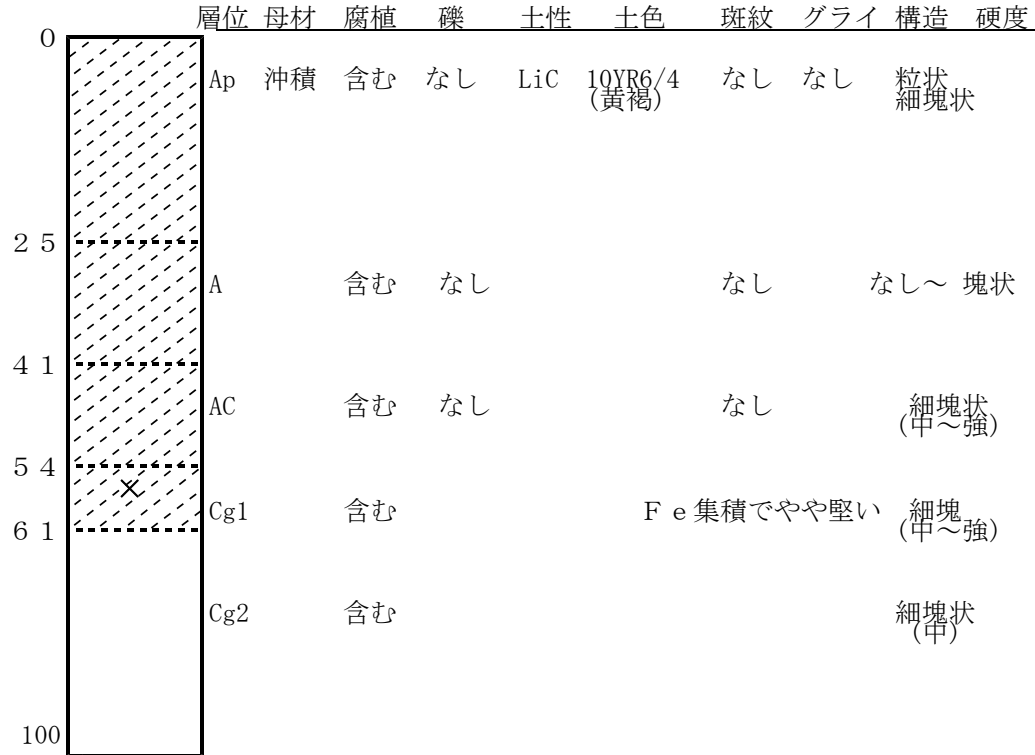 層位 母材 腐植 礫 土性 土色 斑紋 グライ 構造 硬度
0
Ap 沖積 含む なし LiC 10YR6/4 なし なし 粒状
(黄褐) 細塊状
２５
A 含む なし なし なし～ 塊状
４１
AC 含む なし なし 細塊状
(中～強)
５４
Cg1 含む Ｆｅ集積でやや堅い 細塊
(中～強)
６１
Cg2 含む 細塊状
(中)
100